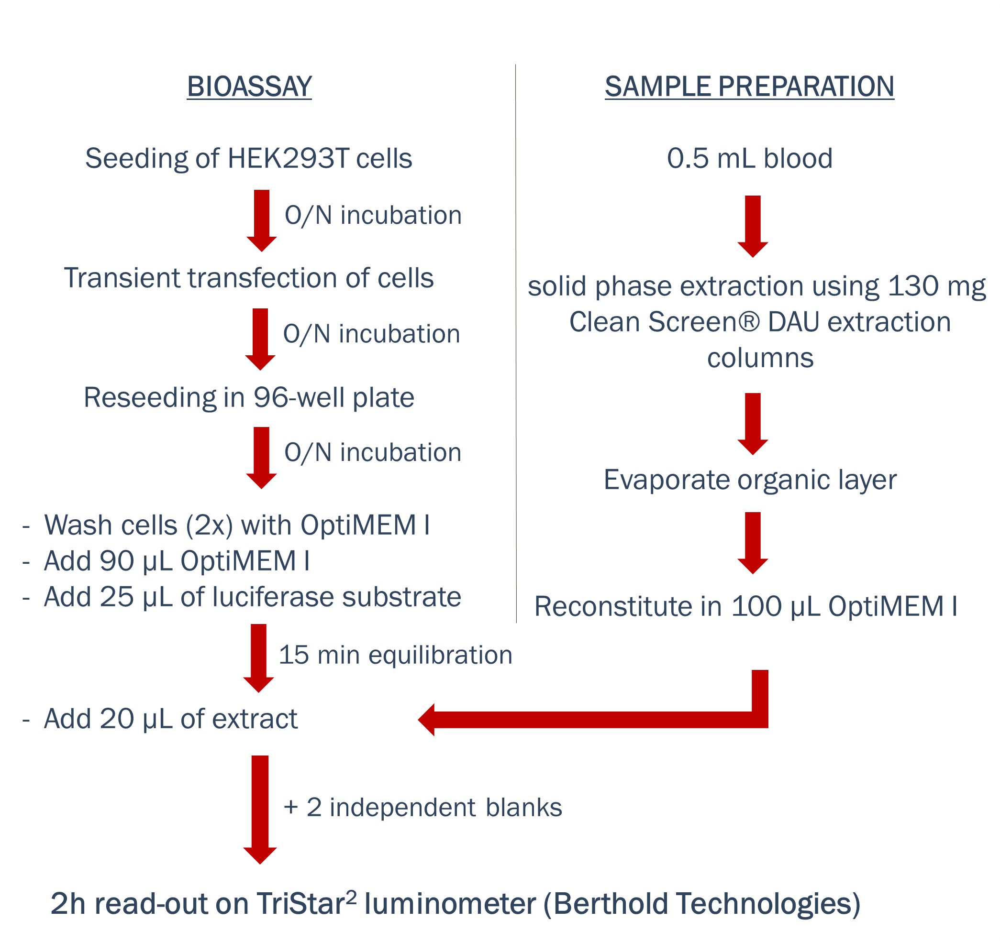 BIOASSAY
Seeding of HEK293T cells
O/N incubation
Transient transfection of cells
O/N incubation
Reseeding in 96-well plate
O/N incubation
- Wash cells (2x) with OptiMEM I
- Add 90 µL OptiMEM I
- Add 25 µL of luciferase substrate
15 min equilibration
- Add 20 µL of extract
SAMPLE PREPARATION
0.5 mL blood
solid phase extraction using 130 mg
Clean Screen® DAU extraction
columns
Evaporate organic layer
Reconstitute in 100 µL OptiMEM I
+ 2 independent blanks
2h read-out on TriStar² luminometer (Berthold Technologies)